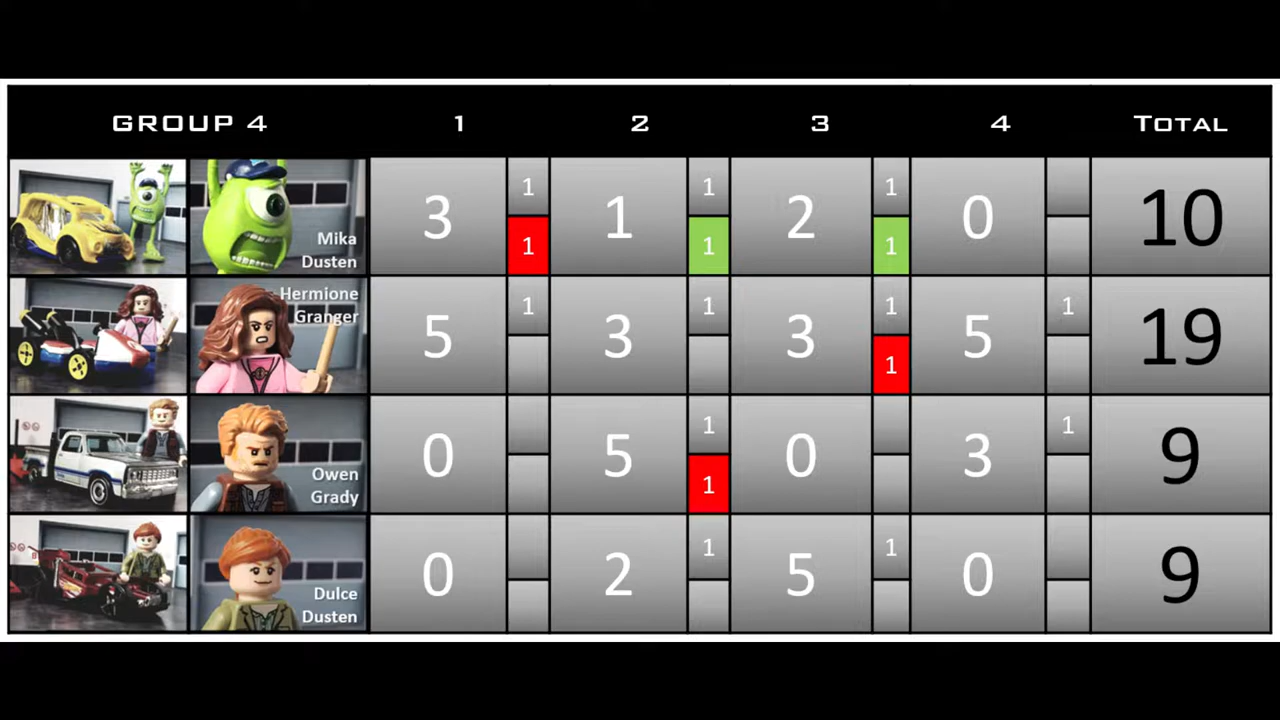 GROUP 4 1 2 3 4 TOTAL
Mika
Dusten
3 1 1 1 1 1 2 1 1 0 10
Hermione
Granger
5 1 3 1 3 1 1 5 1 19
Owen
Grady
0 5 1 1 0 3 1 9
Dulce
Dusten
0 2 1 5 1 0 9